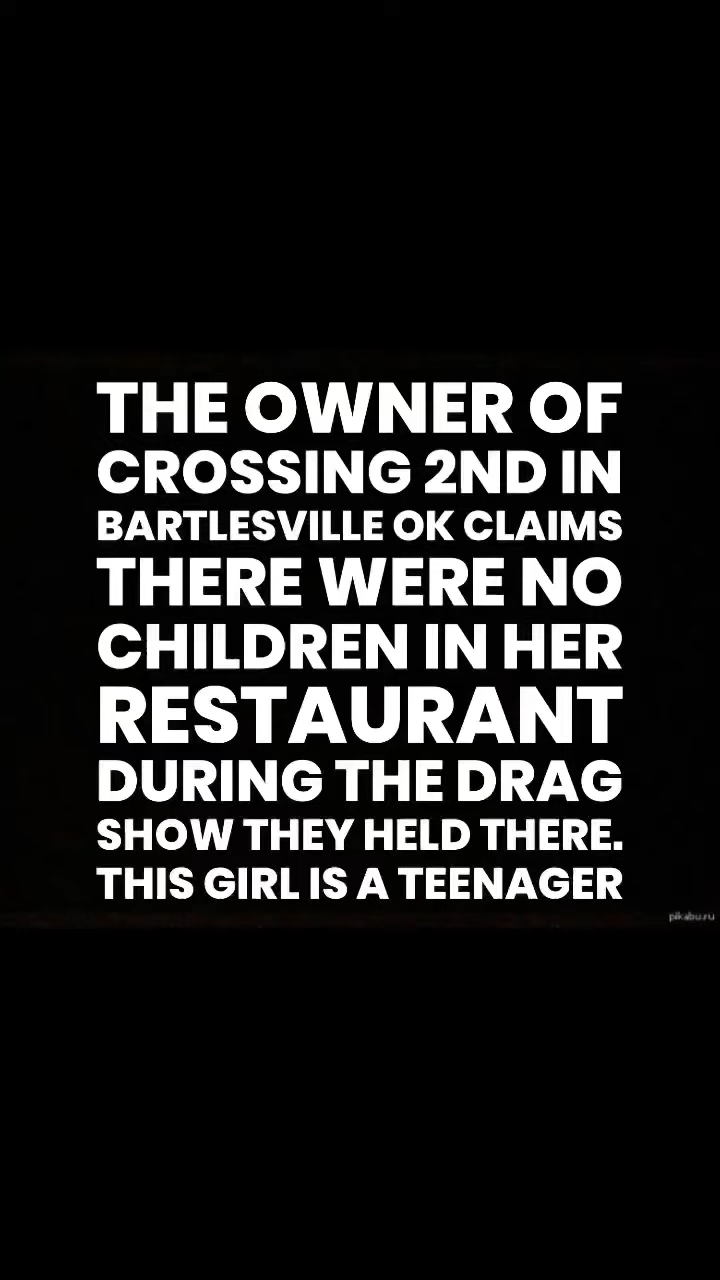 THE OWNER OF
CROSSING 2ND IN
BARTLESVILLE OK CLAIMS
THERE WERE NO
CHILDREN IN HER
RESTAURANT
DURING THE DRAG
SHOW THEY HELD THERE.
THIS GIRL IS A TEENAGER
pikabu.ru